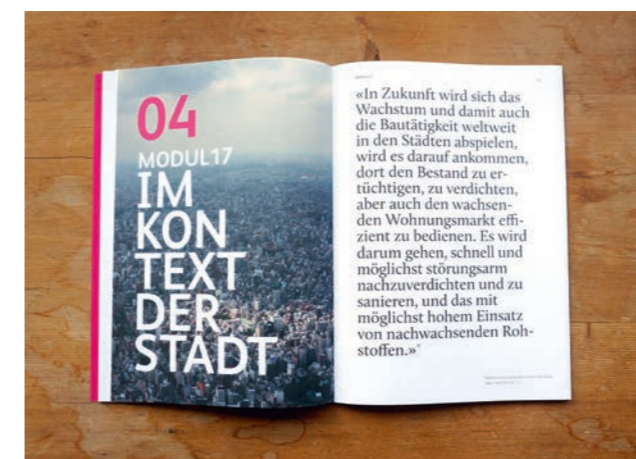 04
MODUL17
IM
KON
TEXT
DER
STADT
«In Zukunft wird sich das
Wachstum und damit auch
die Bautätigkeit weltweit
in den Städten abspielen,
wird es darauf ankommen,
dort den Bestand zu er-
tüchtigen, zu verdichten,
aber auch den wachsen-
den Wohnungsmarkt effi-
zient zu bedienen. Es wird
darum gehen, schnell und
möglichst störungsarm
nachzuverdichten und zu
sanieren, und das mit
möglichst hohem Einsatz
von nachwachsenden Roh-
stoffen.»